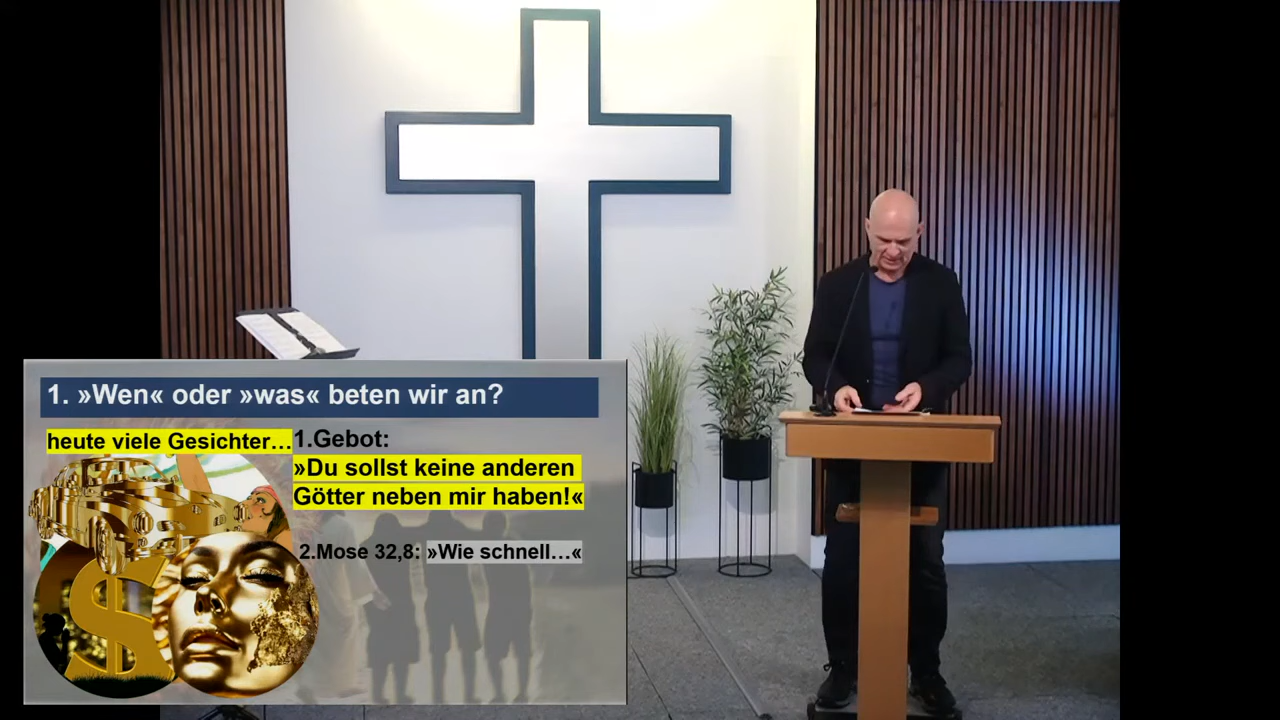 1. »Wen« oder »was« beten wir an?
heute viele Gesichter...
1.Gebot:
»Du sollst keine anderen
Götter neben mir haben!«
2.Mose 32,8: »Wie schnell...«
$